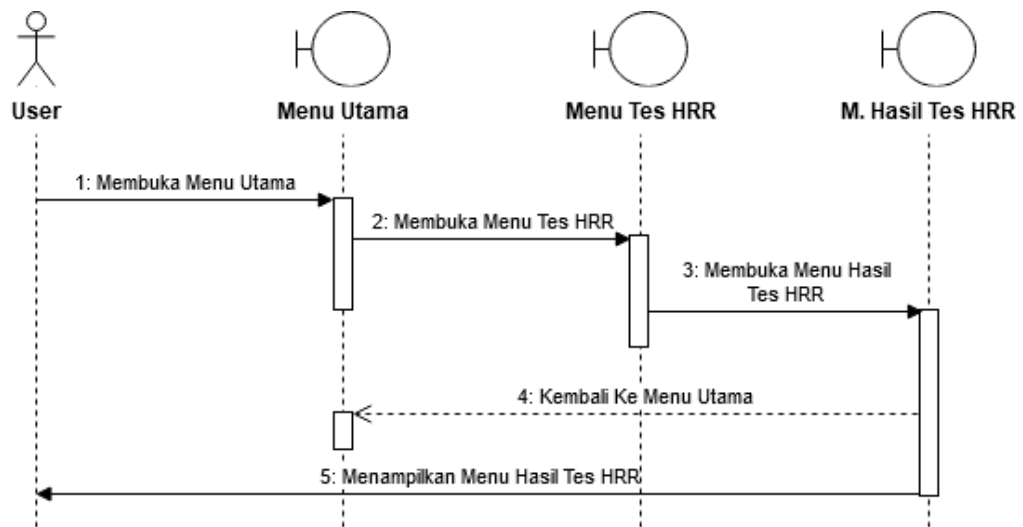 User
Menu Utama
Menu Tes HRR
M. Hasil Tes HRR
1: Membuka Menu Utama
2: Membuka Menu Tes HRR
3: Membuka Menu Hasil
Tes HRR
4: Kembali Ke Menu Utama
5: Menampilkan Menu Hasil Tes HRR